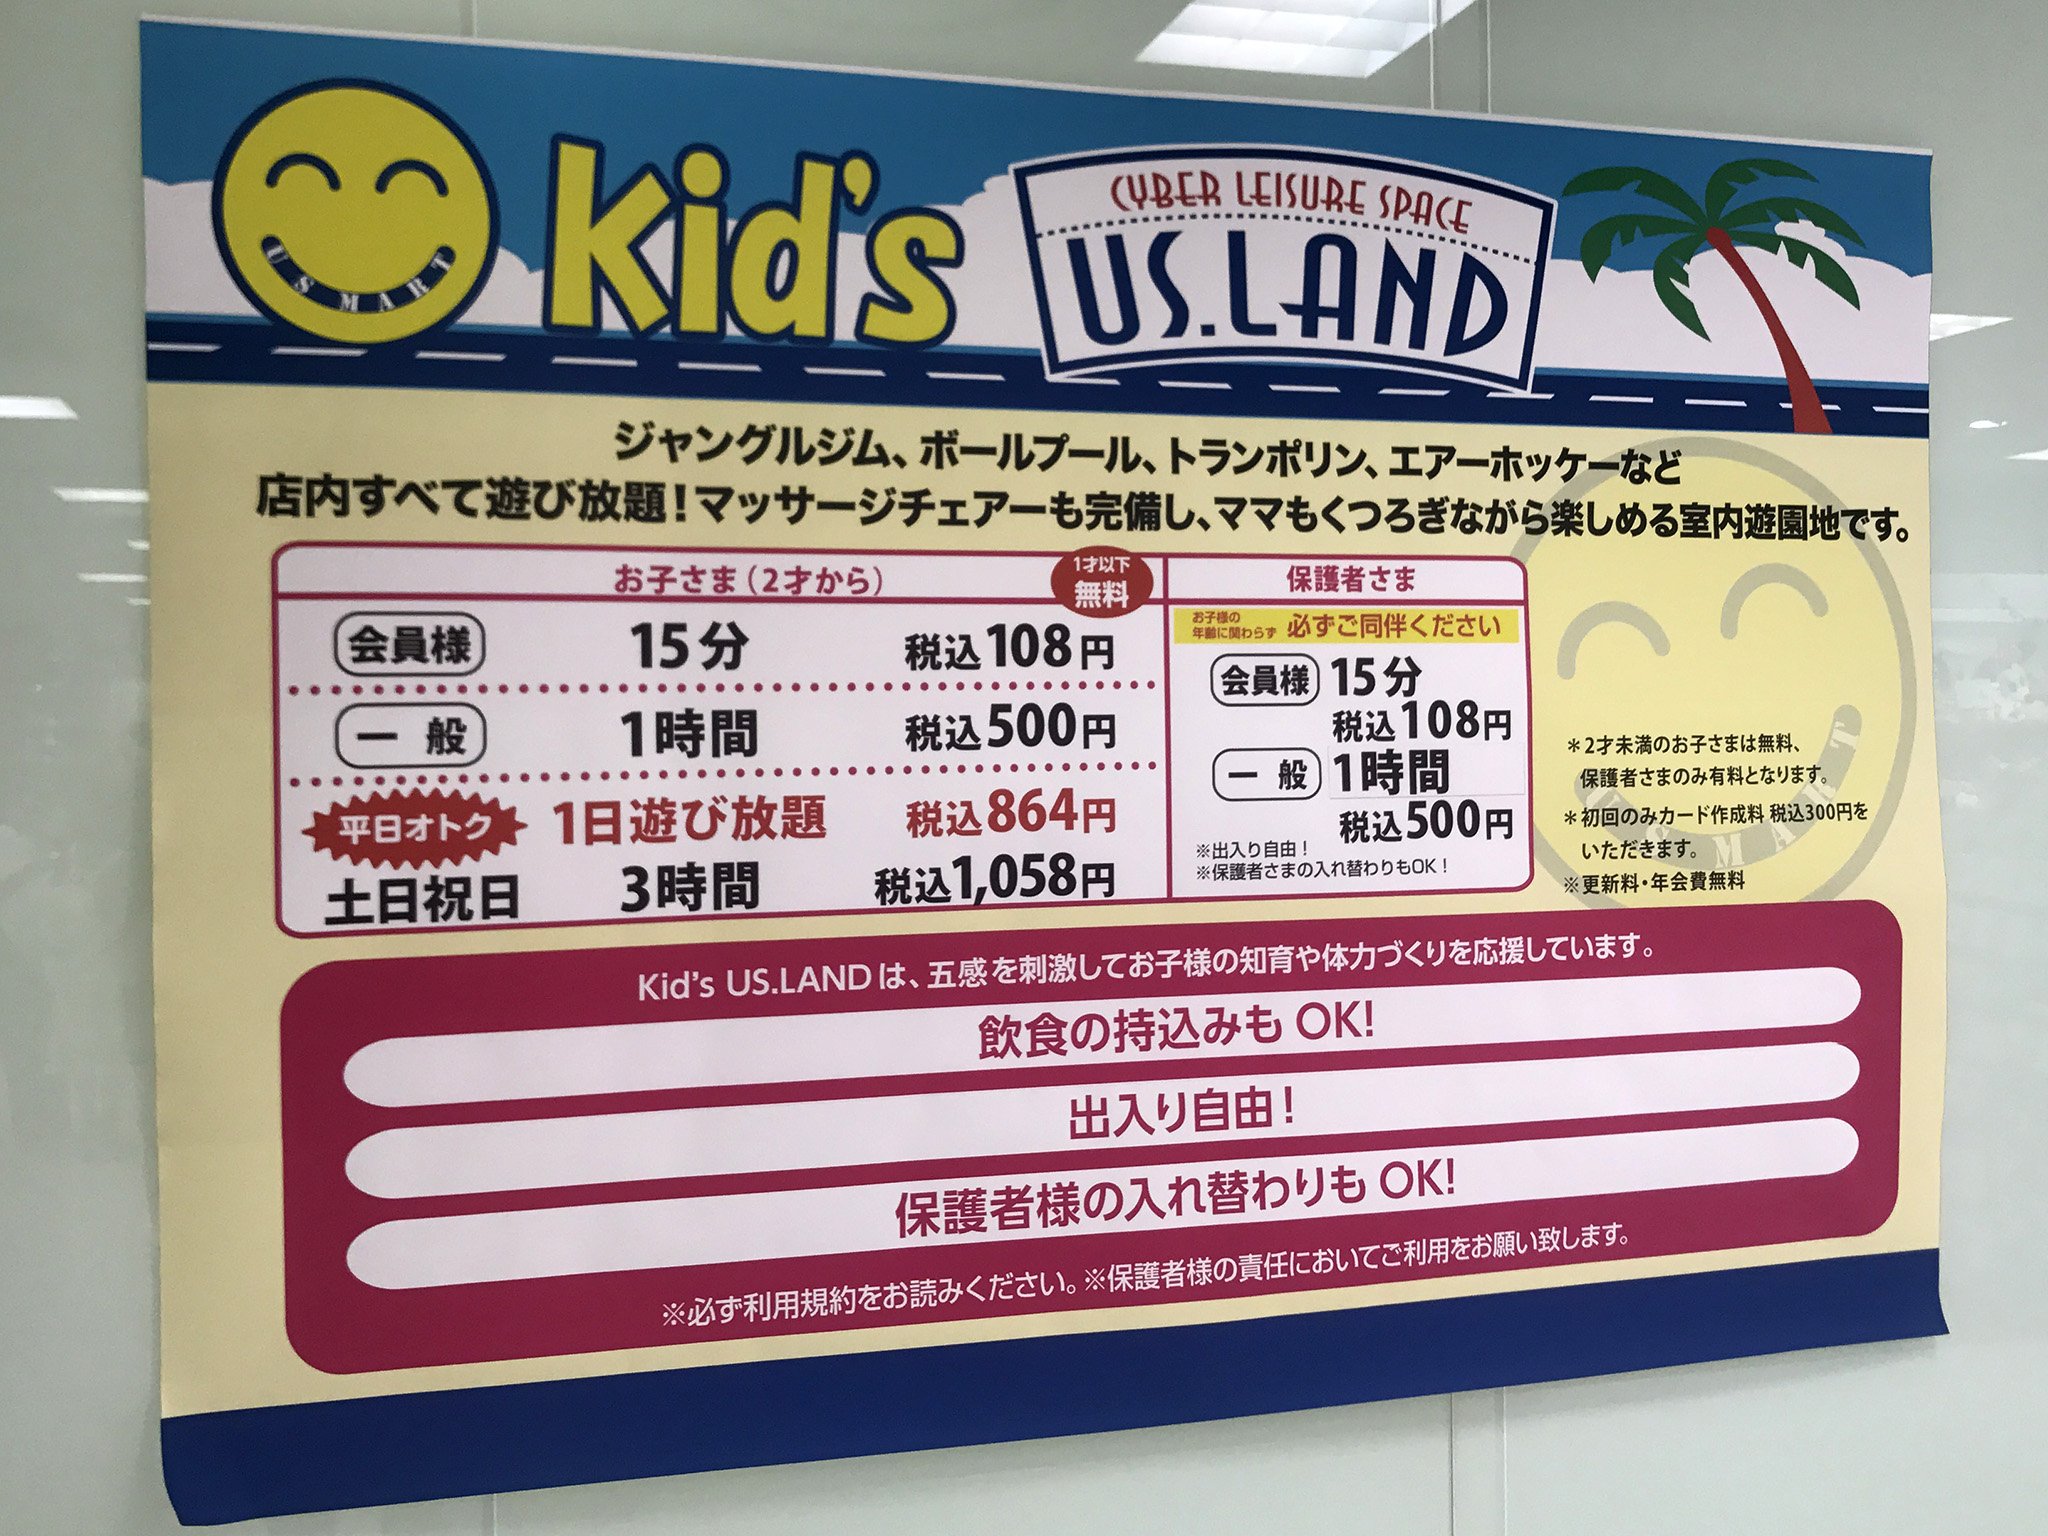 U S M A R T
Kid's
CYBER LEISURE SPACE
US.LAND
ジャングルジム、ボールプール、トランポリン、エアーホッケーなど
店内すべて遊び放題！マッサージチェアーも完備し、ママもくつろぎながら楽しめる室内遊園地です。
お子さま（2才から）
1才以下
無料
会員様 15分 税込108円
一般 1時間 税込500円
平日オトク 1日遊び放題 税込864円
土日祝日 3時間 税込1,058円
保護者さま
お子様の
年齢に関わらず 必ずご同伴ください
会員様 15分
税込108円
一般 1時間
税込500円
※出入り自由！
※保護者さまの入れ替わりもOK！
＊2才未満のお子さまは無料、
保護者さまのみ有料となります。
＊初回のみカード作成料 税込300円を
いただきます。
※更新料・年会費無料
U S M A R T
Kid's US.LANDは、五感を刺激してお子様の知育や体力づくりを応援しています。
飲食の持込みも OK!
出入り自由！
保護者様の入れ替わりも OK!
※必ず利用規約をお読みください。※保護者様の責任においてご利用をお願い致します。